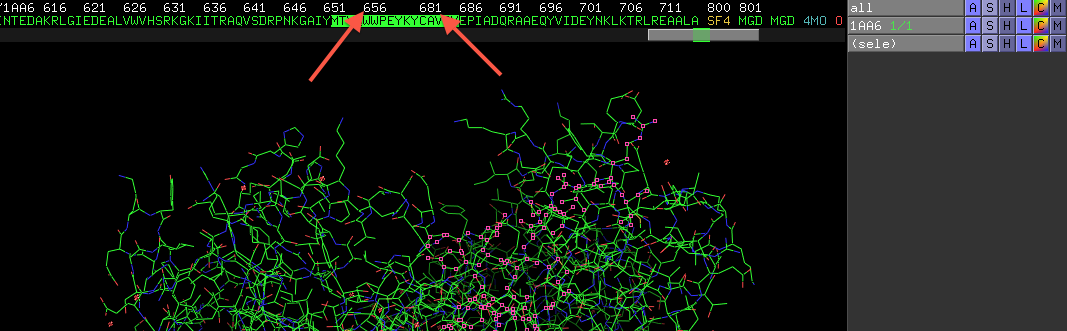 /1AA6 616 621 626 631 636 641 646 651 656 681 686 691 696 701 706 711 800 801
INTEDAKRLGIEDEALVWVHSRKGKIITRAQVSDRPNKGAIYMT WWPEYKYCAV EPIADQRAAEQYVIDEYNKLKTRLREAALA SF4 MGD MGD 4MO O
all A S H L C M
1AA6 1/1 A S H L C M
(sele) A S H L C M